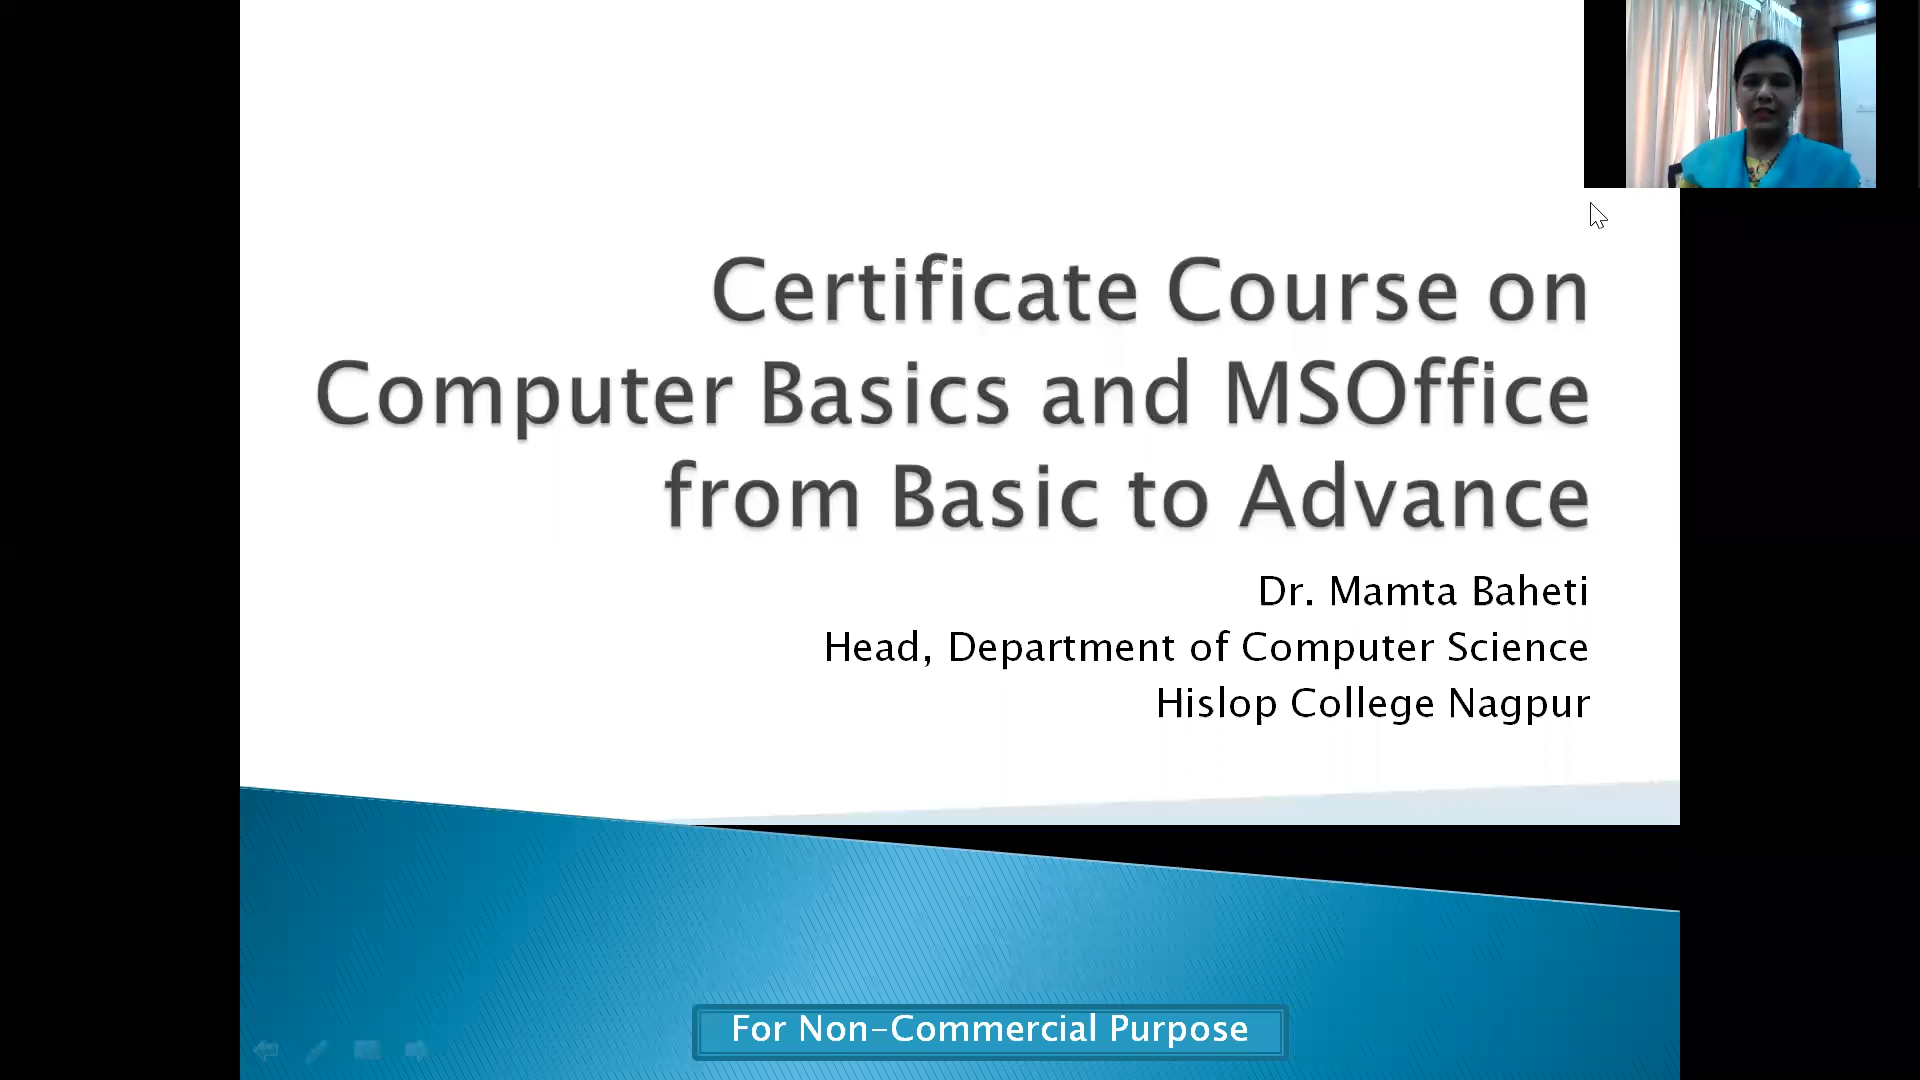 Certificate Course on
Computer Basics and MSOffice
from Basic to Advance
Dr. Mamta Baheti
Head, Department of Computer Science
Hislop College Nagpur
For Non-Commercial Purpose